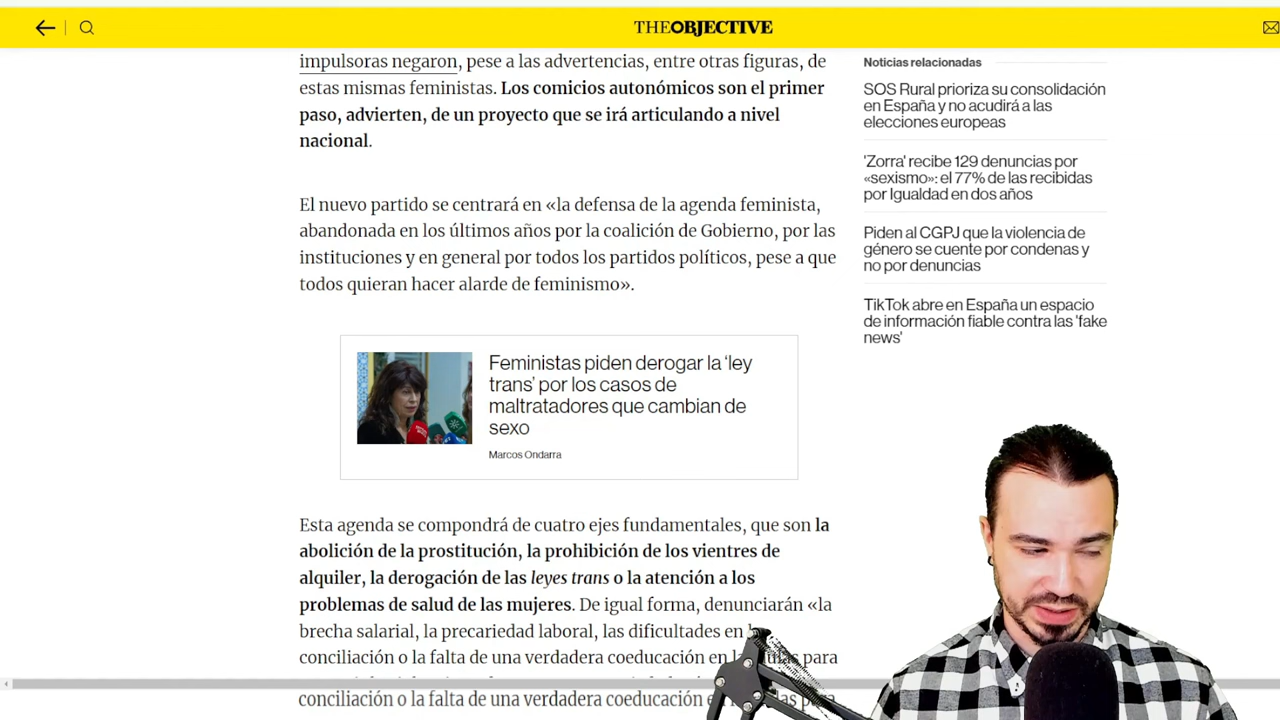 THEOBJECTIVE
impulsoras negaron, pese a las advertencias, entre otras figuras, de
estas mismas feministas. Los comicios autonómicos son el primer
paso, advierten, de un proyecto que se irá articulando a nivel
nacional.
El nuevo partido se centrará en «la defensa de la agenda feminista,
abandonada en los últimos años por la coalición de Gobierno, por las
instituciones y en general por todos los partidos políticos, pese a que
todos quieran hacer alarde de feminismo».
Feministas piden derogar la ‘ley
trans’ por los casos de
maltratadores que cambian de
sexo
Marcos Ondarra
Esta agenda se compondrá de cuatro ejes fundamentales, que son la
abolición de la prostitución, la prohibición de los vientres de
alquiler, la derogación de las leyes trans o la atención a los
problemas de salud de las mujeres. De igual forma, denunciarán «la
brecha salarial, la precariedad laboral, las dificultades en
conciliación o la falta de una verdadera coeducación en para
conciliación o la falta de una verdadera coeducación
Noticias relacionadas
SOS Rural prioriza su consolidación
en España y no acudirá a las
elecciones europeas
'Zorra' recibe 129 denuncias por
«sexismo»: el 77% de las recibidas
por Igualdad en dos años
Piden al CGPJ que la violencia de
género se cuente por condenas y
no por denuncias
TikTok abre en España un espacio
de información fiable contra las 'fake
news'